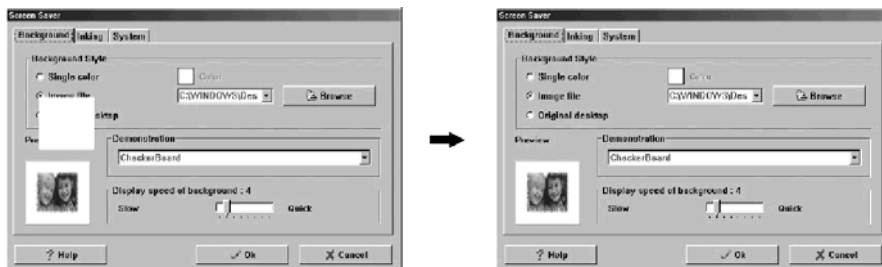 Screen Saver
Background Inking System
Background Style
Single color
Color
Image file
C:\WINDOWS\Des
Browse
desktop
Demonstration
CheckerBoard
Display speed of background : 4
Slow
Quick
? Help
Ok
Cancel
Screen Saver
Background Inking System
Background Style
Single color
Color
Image file
C:\WINDOWS\Des
Browse
Original desktop
Preview
Demonstration
CheckerBoard
Display speed of background : 4
Slow
Quick
? Help
Ok
Cancel